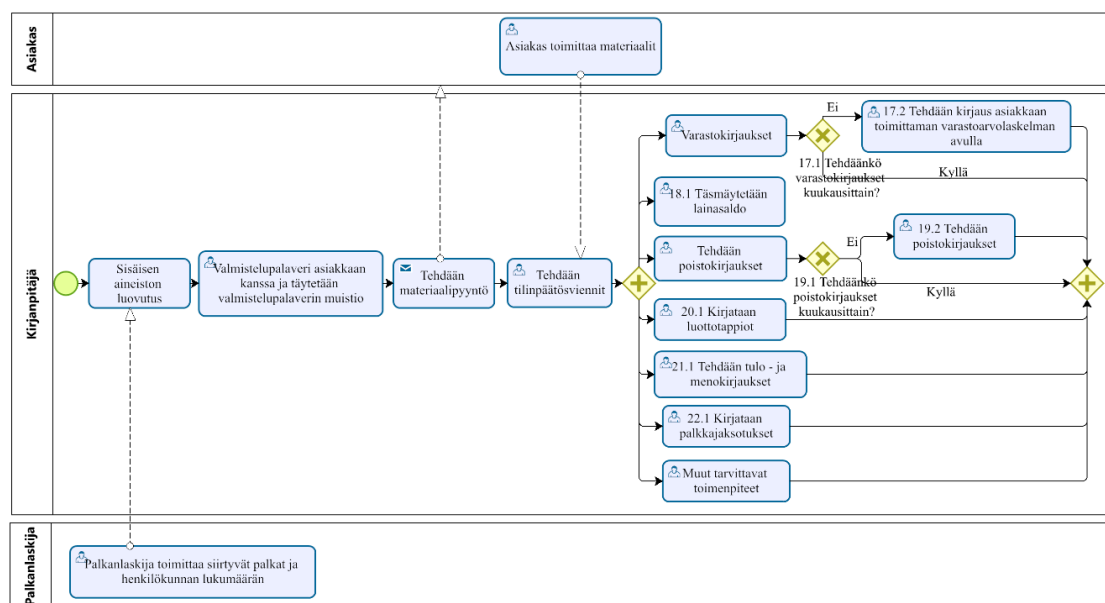 Asiakas
Asiakas toimittaa materiaalit
Kirjanpitäjä
Sisäisen
aineiston
luovutus
Valmistelupalaveri asiakkaan
kanssa ja täytetään
valmistelupalaverin muistio
Tehdään
materiaalipyyntö
Tehdään
tilinpäätösviennit
Varastokirjaukset
17.1 Tehdäänkö
varastokirjaukset
kuukausittain?
Ei
17.2 Tehdään kirjaus asiakkaan
toimittaman varastoarvolaskelman
avulla
Kyllä
18.1 Täsmäytetään
lainasaldo
Tehdään
poistokirjaukset
19.1 Tehdäänkö
poistokirjaukset
kuukausittain?
Ei
19.2 Tehdään
poistokirjaukset
Kyllä
20.1 Kirjataan
luottotappiot
21.1 Tehdään tulo - ja
menokirjaukset
22.1 Kirjataan
palkkajaksotukset
Muut tarvittavat
toimenpiteet
Palkanlaskija
Palkanlaskija toimittaa siirtyvät palkat ja
henkilökunnan lukumäärän